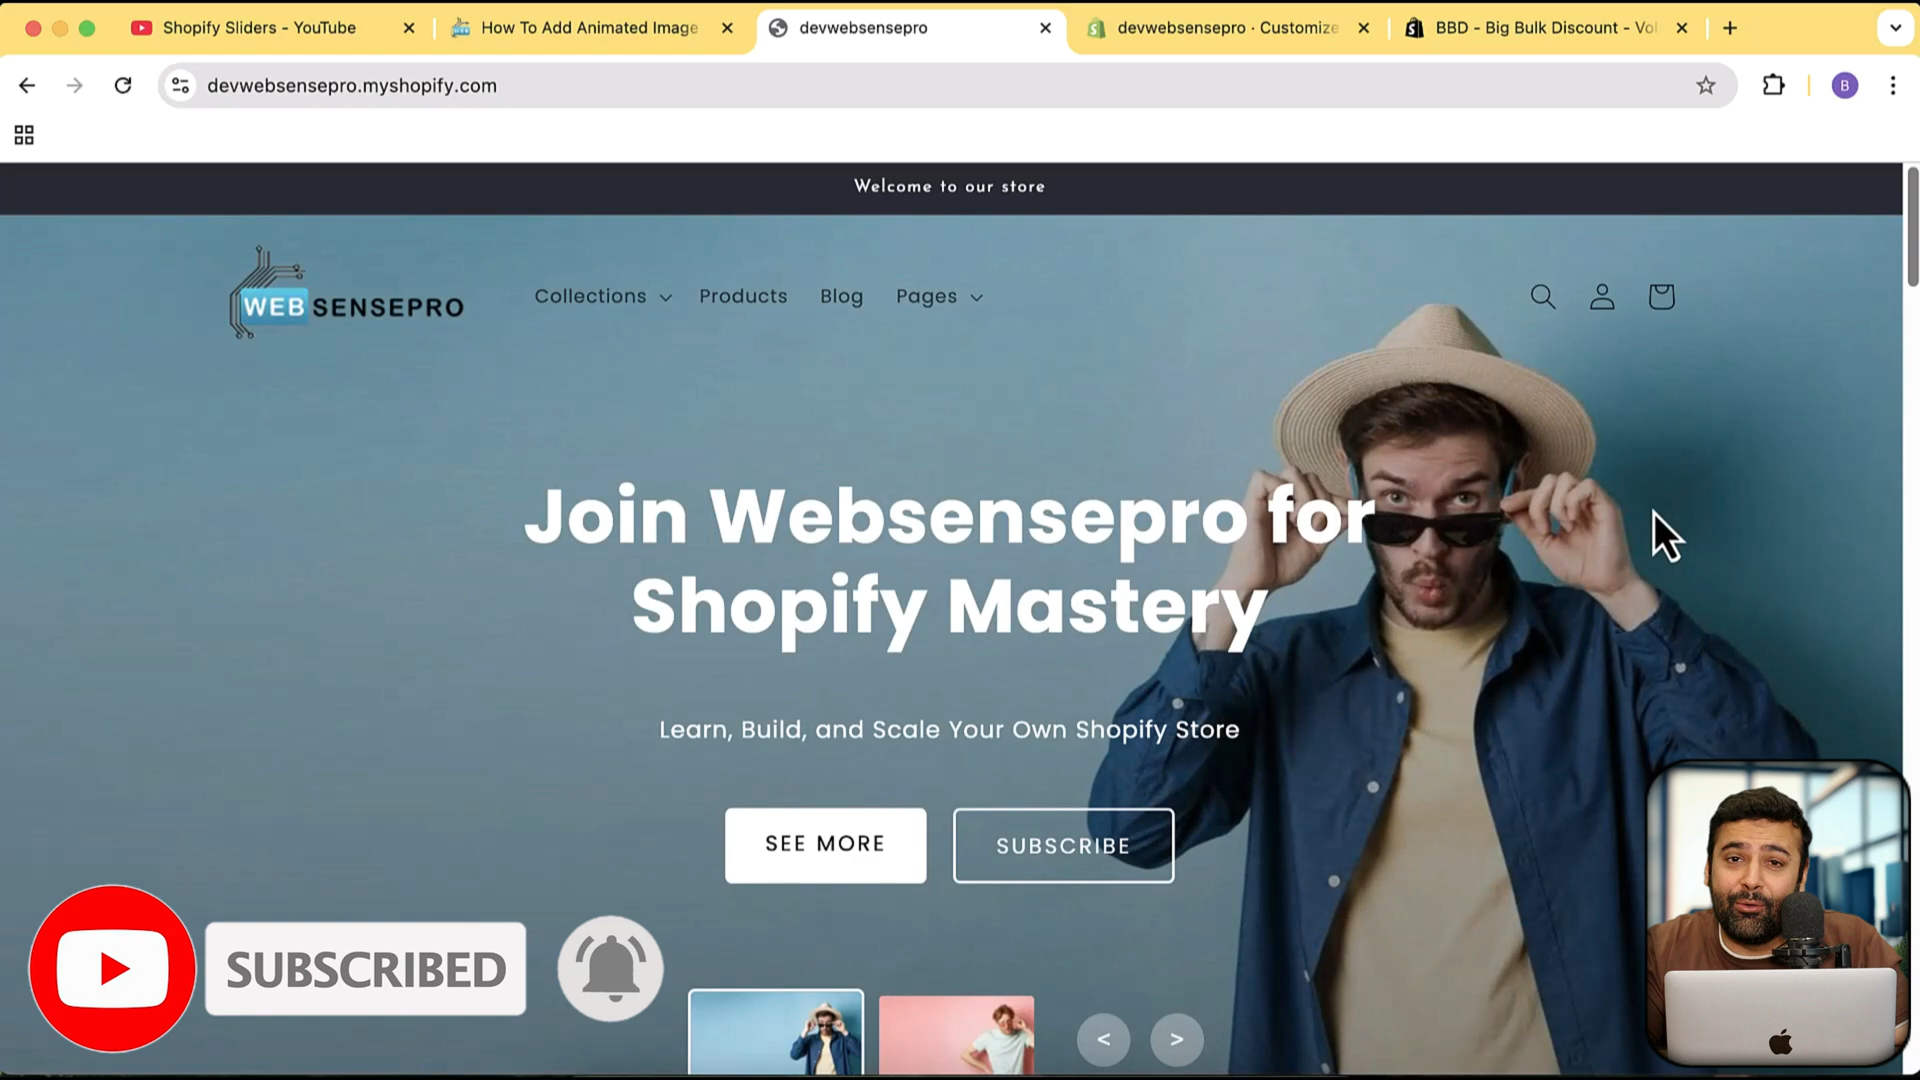 Shopify Sliders - YouTube
How To Add Animated Image
devwebsensepro
devwebsensepro · Customize
BBD - Big Bulk Discount - Vol
devwebsensepro.myshopify.com
B
Welcome to our store
WEBSENSEPRO
Collections
Products
Blog
Pages
Join Websensepro for
Shopify Mastery
Learn, Build, and Scale Your Own Shopify Store
SEE MORE
SUBSCRIBE
SUBSCRIBED
<
>